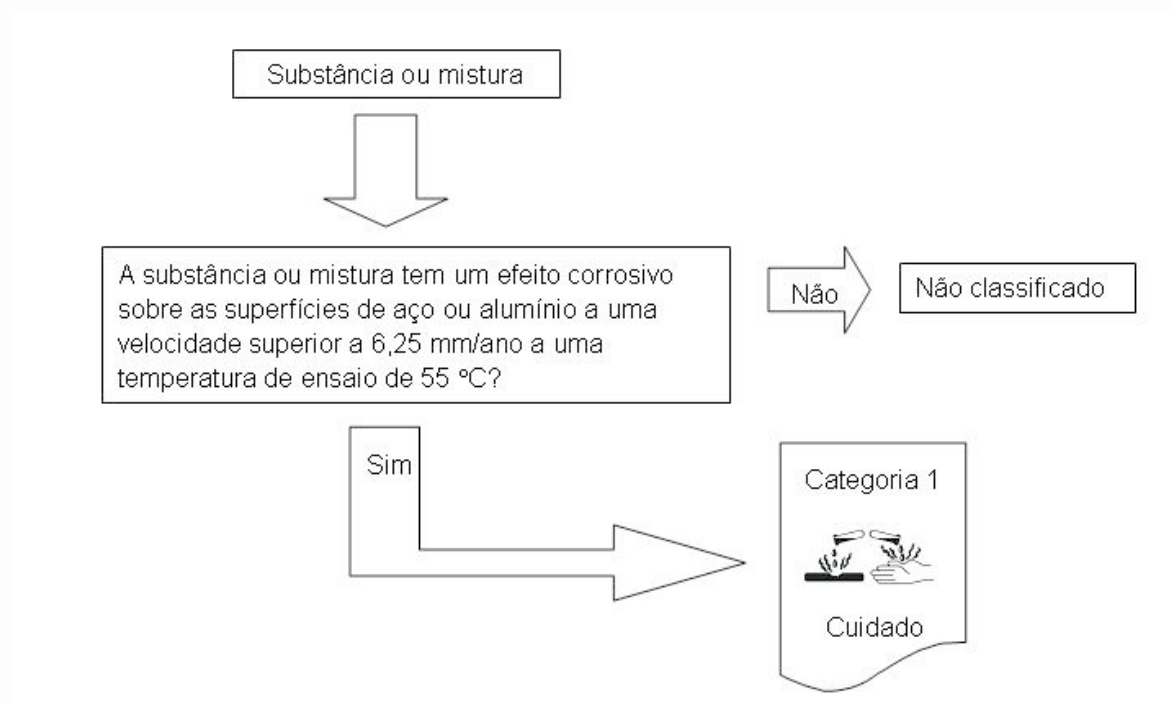 Substância ou mistura
A substância ou mistura tem um efeito corrosivo
sobre as superfícies de aço ou alumínio a uma
velocidade superior a 6,25 mm/ano a uma
temperatura de ensaio de 55 ºC?
Não
Não classificado
Sim
Categoria 1
Cuidado